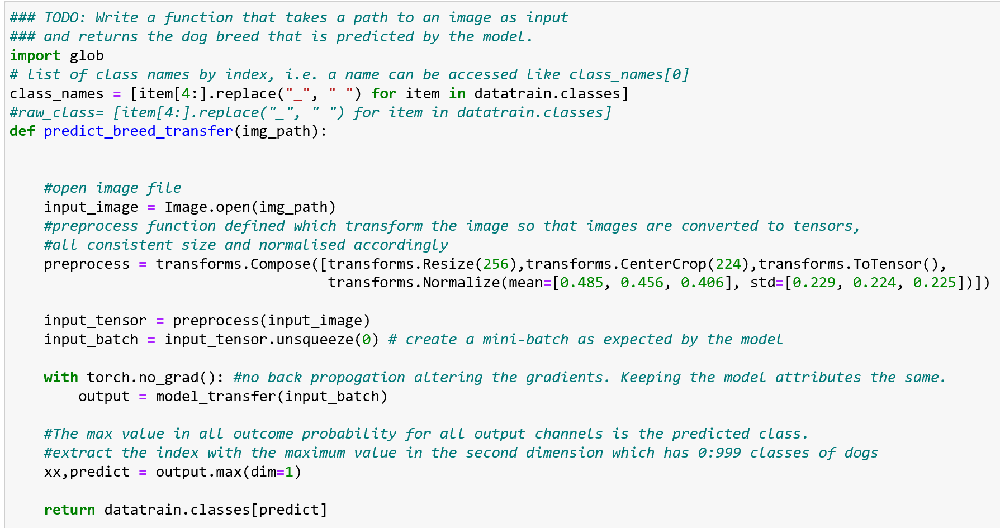 ### TODO: Write a function that takes a path to an image as input
### and returns the dog breed that is predicted by the model.
import glob
# list of class names by index, i.e. a name can be accessed like class_names[0]
class_names = [item[4:].replace("_", " ") for item in datatrain.classes]
#raw_class= [item[4:].replace("_", " ") for item in datatrain.classes]
def predict_breed_transfer(img_path):
    #open image file
    input_image = Image.open(img_path)
    #preprocess function defined which transform the image so that images are converted to tensors,
    #all consistent size and normalised accordingly
    preprocess = transforms.Compose([transforms.Resize(256),transforms.CenterCrop(224),transforms.ToTensor(),
                                     transforms.Normalize(mean=[0.485, 0.456, 0.406], std=[0.229, 0.224, 0.225])])
    input_tensor = preprocess(input_image)
    input_batch = input_tensor.unsqueeze(0) # create a mini-batch as expected by the model
    with torch.no_grad(): #no back propogation altering the gradients. Keeping the model attributes the same.
        output = model_transfer(input_batch)
    #The max value in all outcome probability for all output channels is the predicted class.
    #extract the index with the maximum value in the second dimension which has 0:999 classes of dogs
    xx,predict = output.max(dim=1)
    return datatrain.classes[predict]